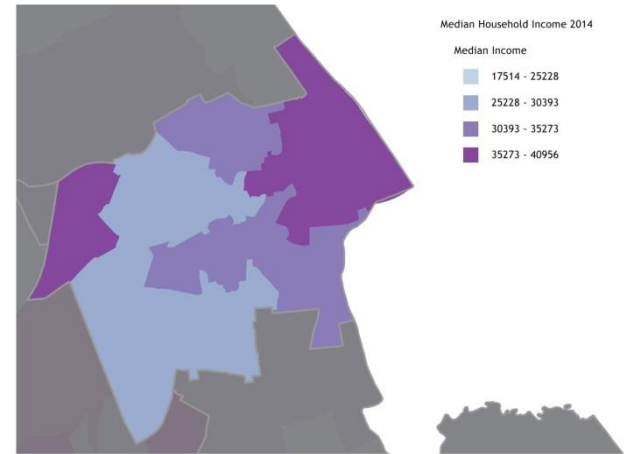 Median Household Income 2014
Median Income
17514 - 25228
25228 - 30393
30393 - 35273
35273 - 40956